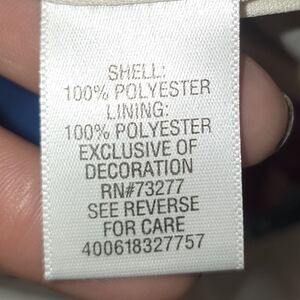 SHELL:
100% POLYESTER
LINING:
100% POLYESTER
EXCLUSIVE OF
DECORATION
RN#73277
SEE REVERSE
FOR CARE
400618327757